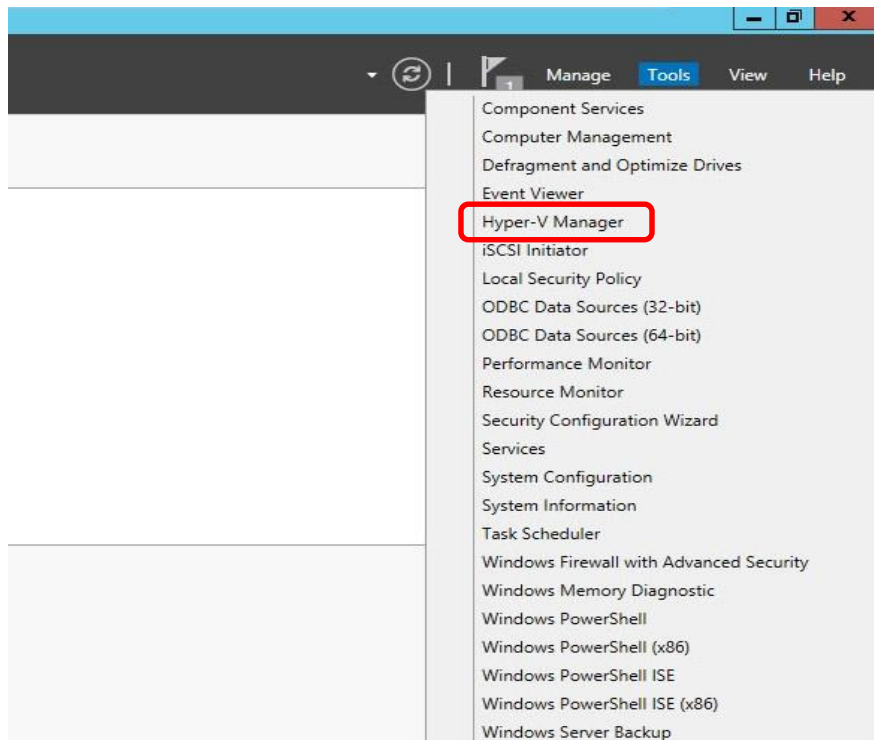 1
Manage Tools View Help
Component Services
Computer Management
Defragment and Optimize Drives
Event Viewer
Hyper-V Manager
iSCSI Initiator
Local Security Policy
ODBC Data Sources (32-bit)
ODBC Data Sources (64-bit)
Performance Monitor
Resource Monitor
Security Configuration Wizard
Services
System Configuration
System Information
Task Scheduler
Windows Firewall with Advanced Security
Windows Memory Diagnostic
Windows PowerShell
Windows PowerShell (x86)
Windows PowerShell ISE
Windows PowerShell ISE (x86)
Windows Server Backup